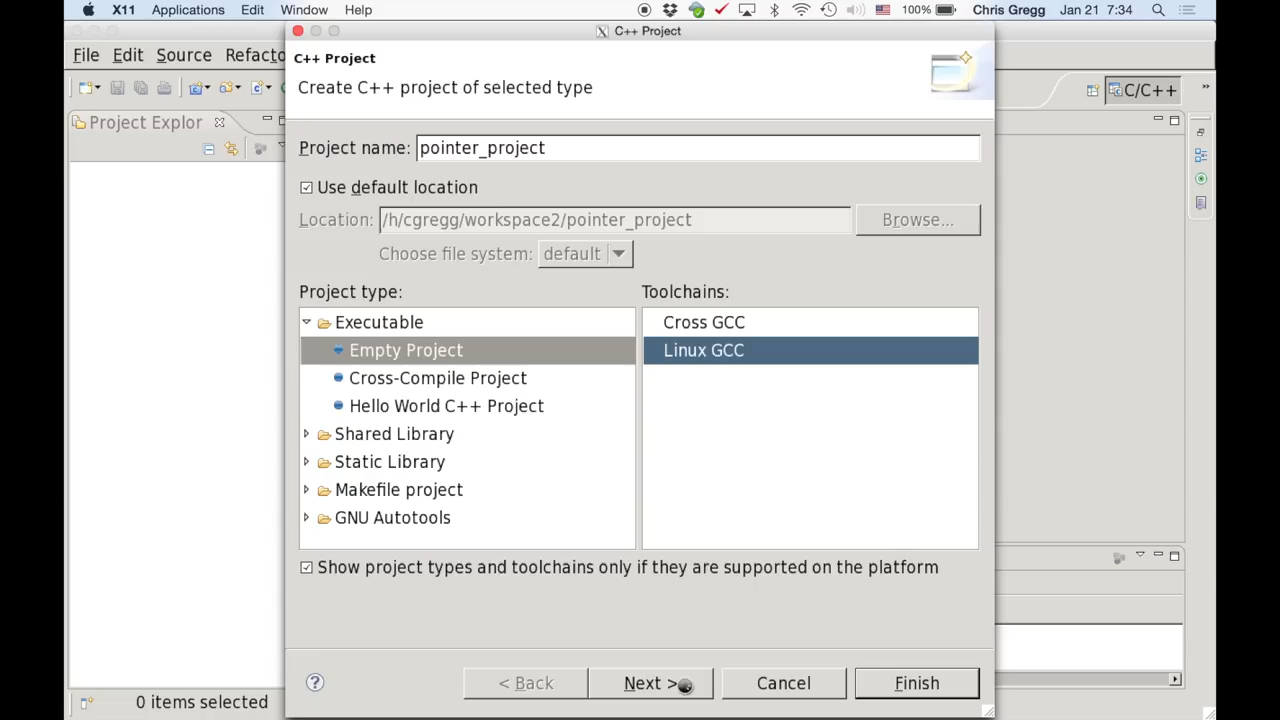 X11 Applications Edit Window Help 100% Chris Gregg Jan 21 7:34
C++ Project
File Edit Source Refacto
C++ Project
Create C++ project of selected type
C/C++
Project Explor
Project name: pointer_project
Use default location
Location: /h/cgregg/workspace2/pointer_project Browse...
Choose file system: default
Project type: Toolchains:
Executable Cross GCC
Empty Project Linux GCC
Cross-Compile Project
Hello World C++ Project
Shared Library
Static Library
Makefile project
GNU Autotools
Show project types and toolchains only if they are supported on the platform
< Back Next > Cancel Finish
0 items selected